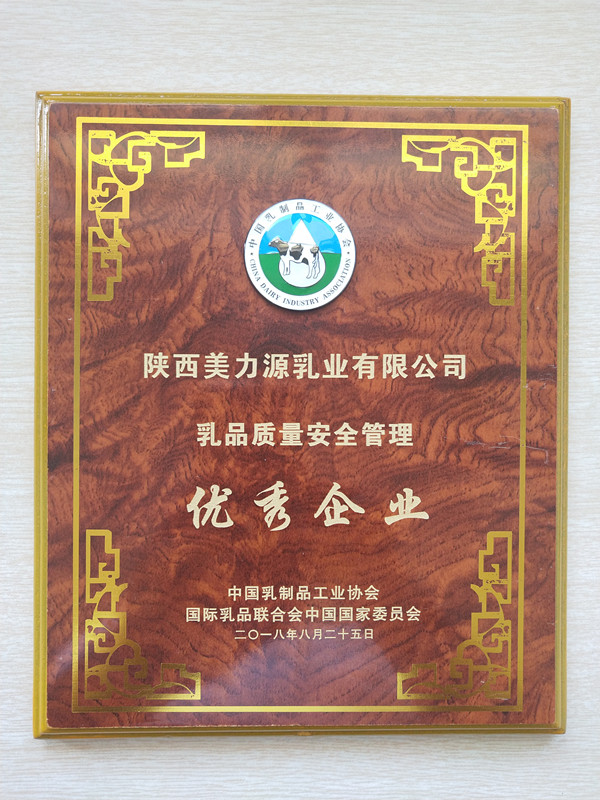 中国乳制品工业协会
CHINA DAIRY INDUSTRY ASSOCIATION
陕西美力源乳业有限公司
乳品质量安全管理
优秀企业
中国乳制品工业协会
国际乳品联合会中国国家委员会
二〇一八年八月二十五日